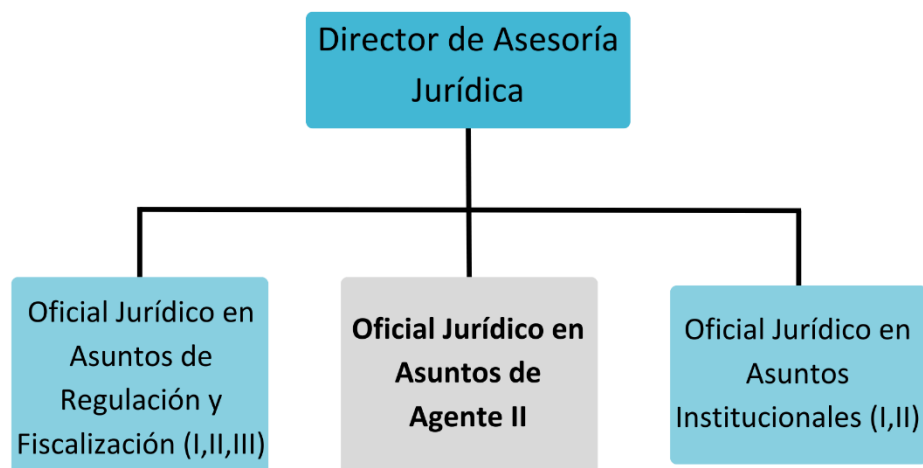 Director de Asesoría
Jurídica
Oficial Jurídico en
Asuntos de
Regulación y
Fiscalización (I,II,III)
Oficial Jurídico en
Asuntos de
Agente II
Oficial Jurídico en
Asuntos
Institucionales (I,II)